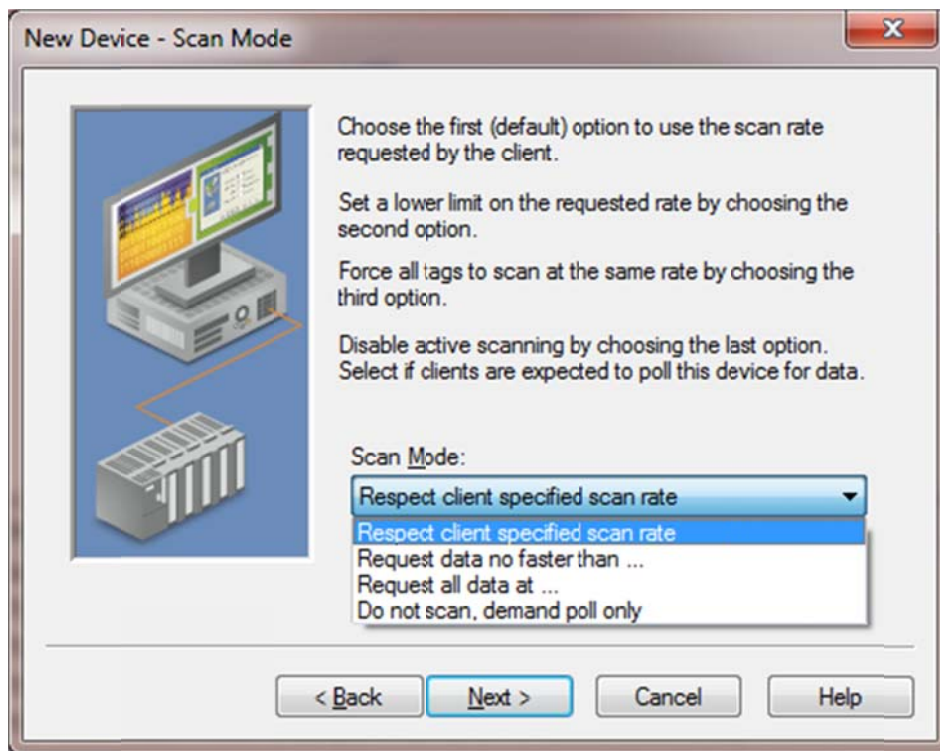 New Device - Scan Mode
Choose the first (default) option to use the scan rate
requested by the client.
Set a lower limit on the requested rate by choosing the
second option.
Force all tags to scan at the same rate by choosing the
third option.
Disable active scanning by choosing the last option.
Select if clients are expected to poll this device for data.
Scan Mode:
Respect client specified scan rate
Respect client specified scan rate
Request data no faster than ...
Request all data at ...
Do not scan, demand poll only
< Back
Next >
Cancel
Help